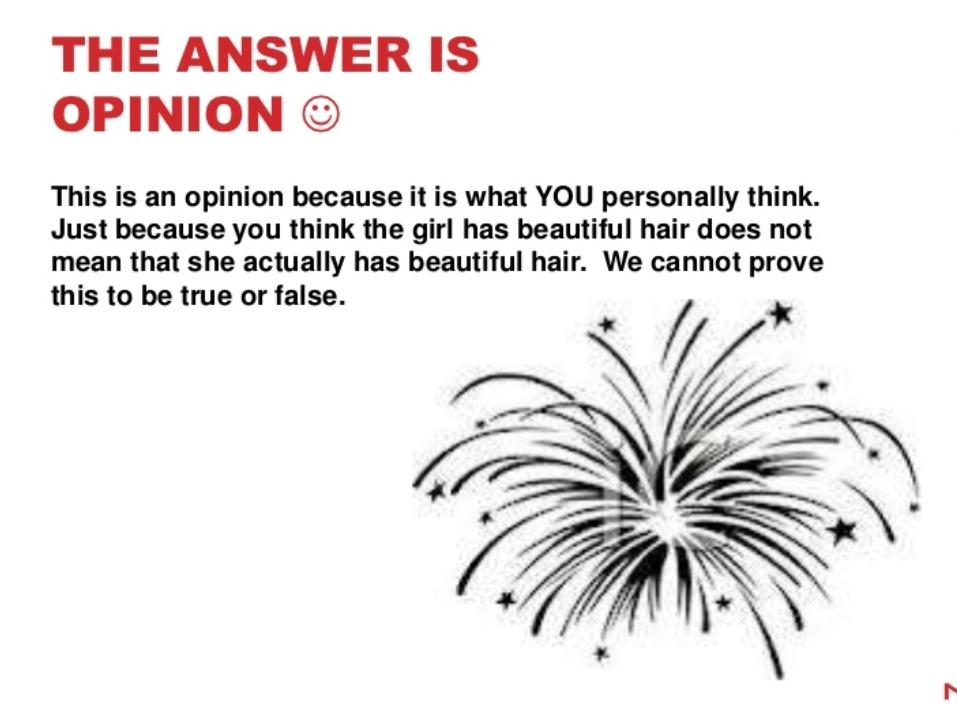 THE ANSWER IS
OPINION ☺
This is an opinion because it is what YOU personally think.
Just because you think the girl has beautiful hair does not
mean that she actually has beautiful hair.  We cannot prove
this to be true or false.